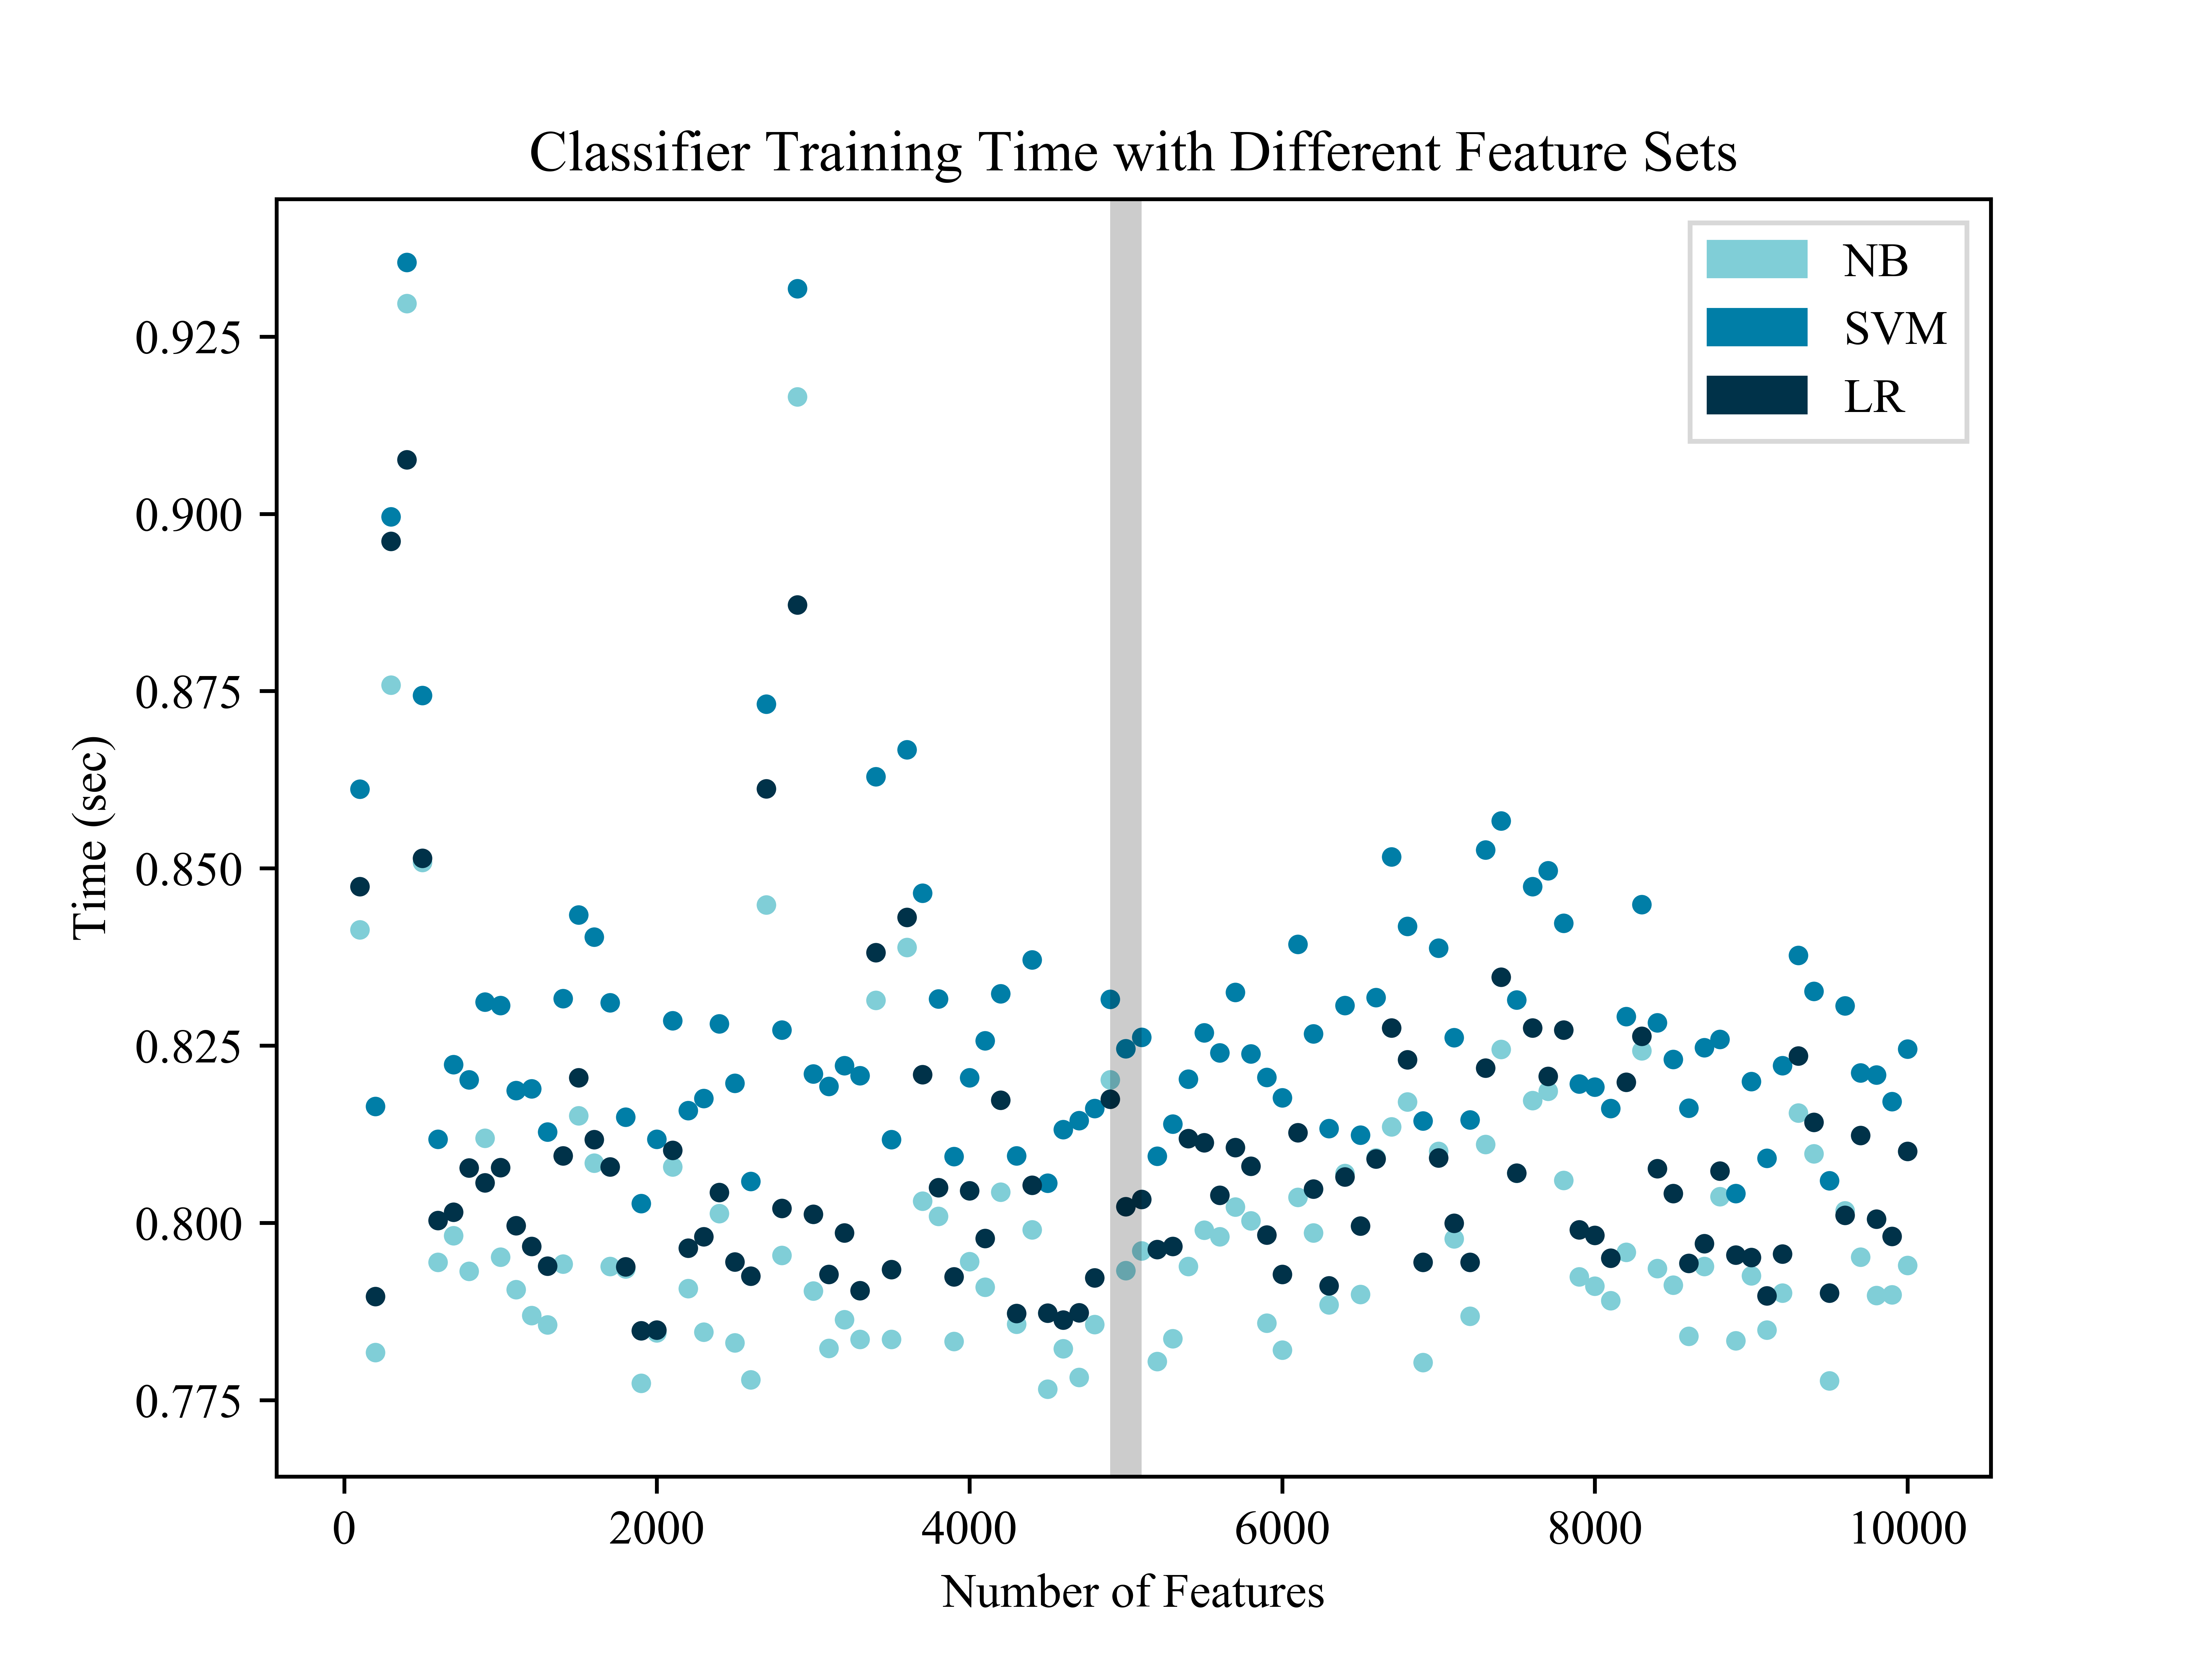 Classifier Training Time with Different Feature Sets
NB
SVM
LR
0.925
0.900
0.875
0.850
0.825
0.800
0.775
Time (sec)
0
2000
4000
6000
8000
10000
Number of Features